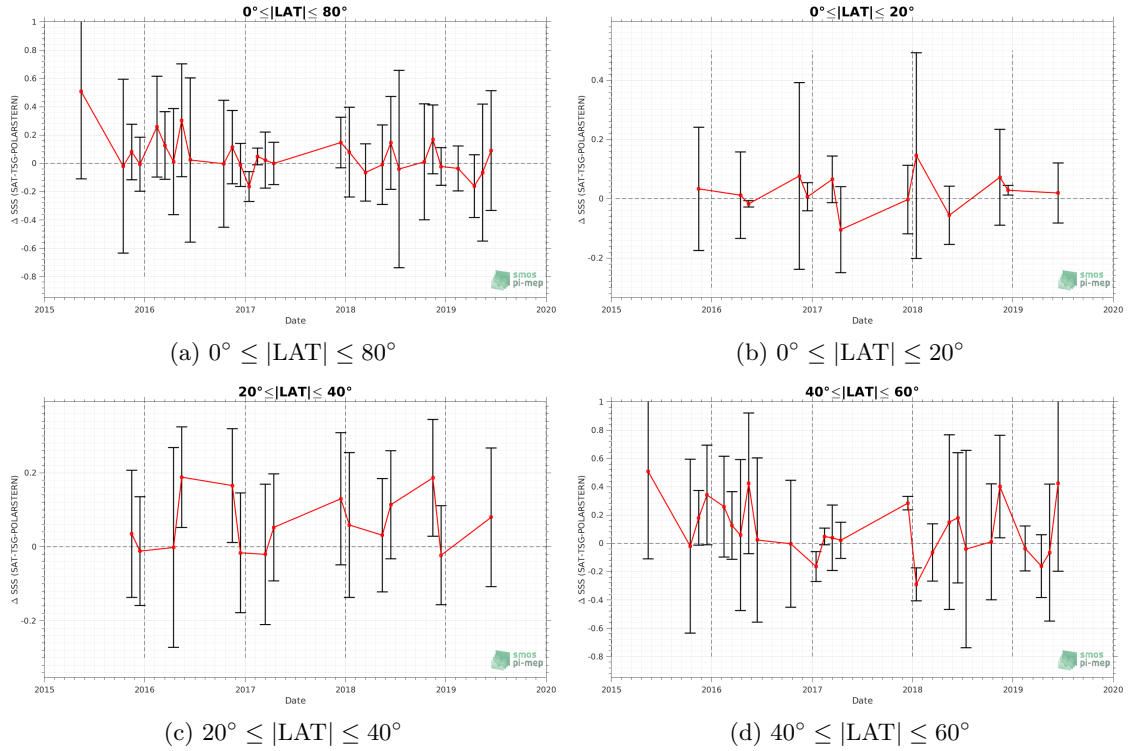 0°≤|LAT|≤ 80°
Δ SSS (SAT-TSG-POLARSTERN)
1
0.8
0.6
0.4
0.2
0
-0.2
-0.4
-0.6
-0.8
smos
pi-mep
2015 2016 2017 2018 2019 2020
Date
(a) 0° ≤ |LAT| ≤ 80°
0°≤|LAT|≤ 20°
Δ SSS (SAT-TSG-POLARSTERN)
0.4
0.2
0
-0.2
smos
pi-mep
2015 2016 2017 2018 2019 2020
Date
(b) 0° ≤ |LAT| ≤ 20°
20°≤|LAT|≤ 40°
Δ SSS (SAT-TSG-POLARSTERN)
0.2
0
-0.2
smos
pi-mep
2015 2016 2017 2018 2019 2020
Date
(c) 20° ≤ |LAT| ≤ 40°
40°≤|LAT|≤ 60°
Δ SSS (SAT-TSG-POLARSTERN)
1
0.8
0.6
0.4
0.2
0
-0.2
-0.4
-0.6
-0.8
smos
pi-mep
2015 2016 2017 2018 2019 2020
Date
(d) 40° ≤ |LAT| ≤ 60°